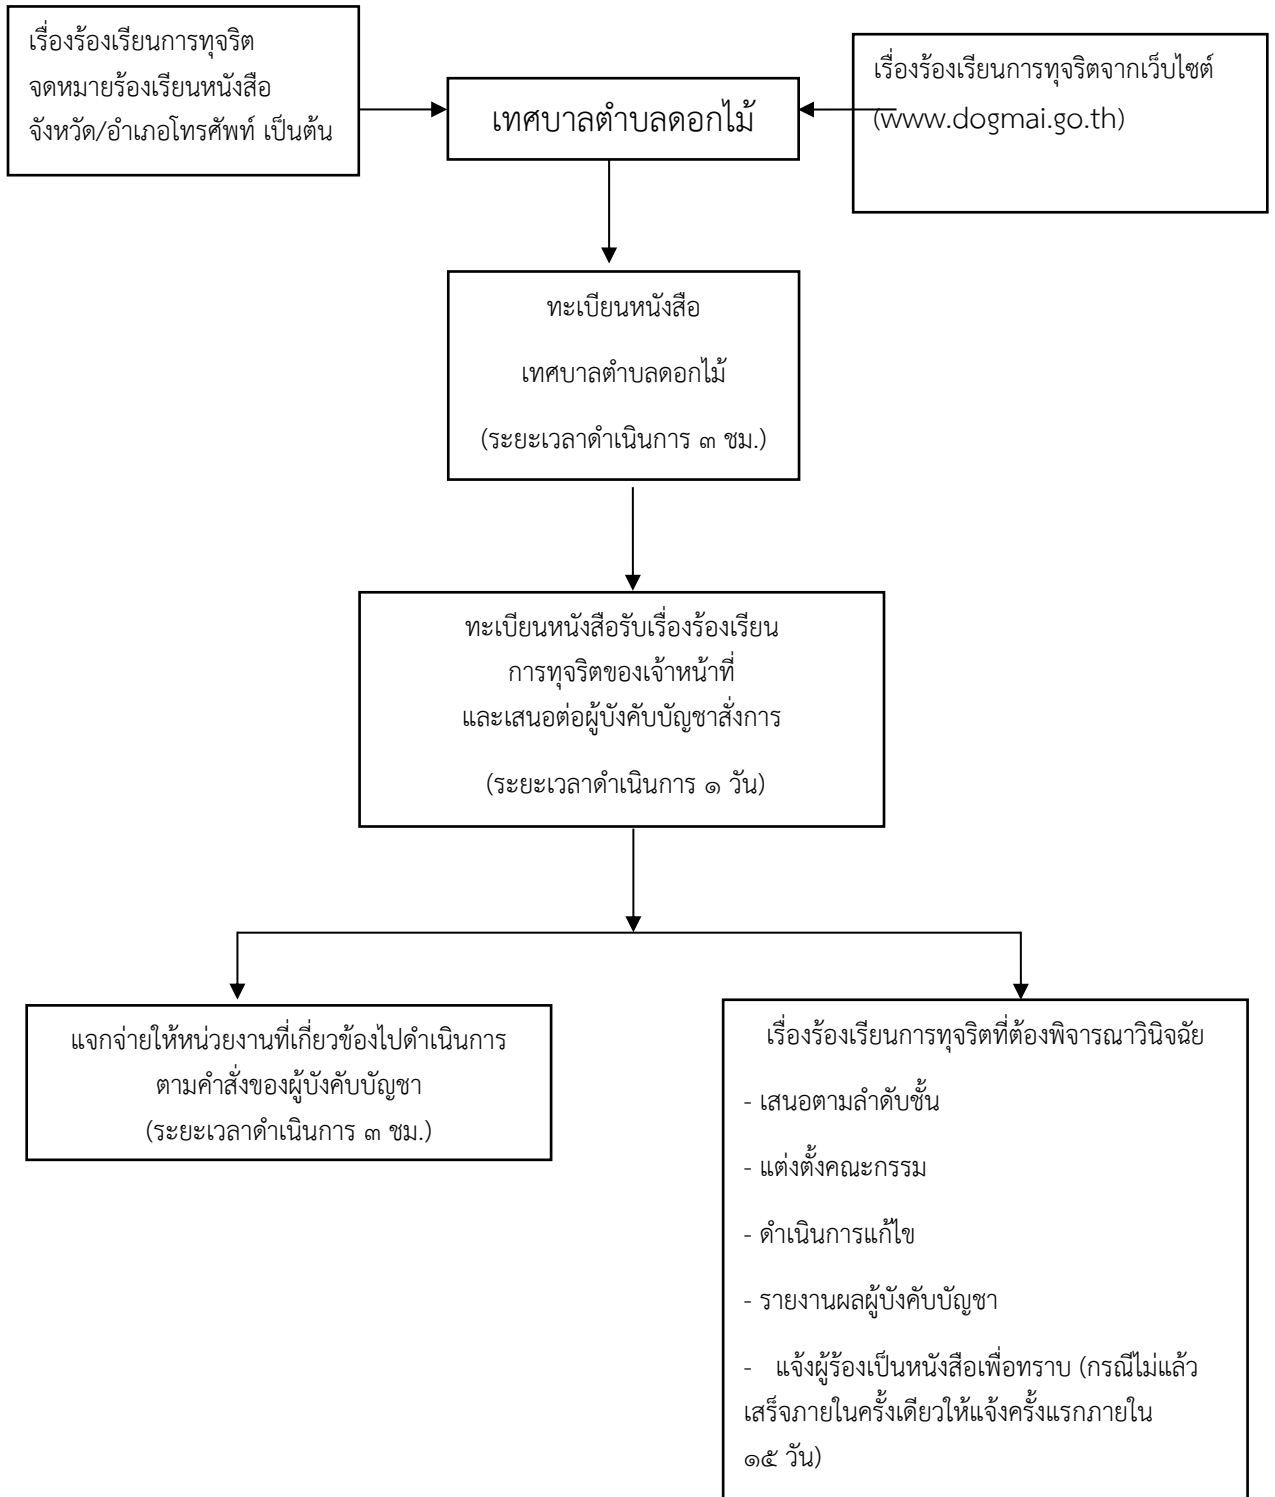 เรื่องร้องเรียนการทุจริต
จดหมายร้องเรียนหนังสือ
จังหวัด/อำเภอโทรศัพท์ เป็นต้น
เทศบาลตำบลดอกไม้
เรื่องร้องเรียนการทุจริตจากเว็บไซต์
(www.dogmai.go.th)
ทะเบียนหนังสือ
เทศบาลตำบลดอกไม้
(ระยะเวลาดำเนินการ ๓ ชม.)
ทะเบียนหนังสือรับเรื่องร้องเรียน
การทุจริตของเจ้าหน้าที่
และเสนอต่อผู้บังคับบัญชาสั่งการ
(ระยะเวลาดำเนินการ ๑ วัน)
แจกจ่ายให้หน่วยงานที่เกี่ยวข้องไปดำเนินการ
ตามคำสั่งของผู้บังคับบัญชา
(ระยะเวลาดำเนินการ ๓ ชม.)
เรื่องร้องเรียนการทุจริตที่ต้องพิจารณาวินิจฉัย
- เสนอตามลำดับชั้น
- แต่งตั้งคณะกรรม
- ดำเนินการแก้ไข
- รายงานผลผู้บังคับบัญชา
- แจ้งผู้ร้องเป็นหนังสือเพื่อทราบ (กรณีไม่แล้ว
เสร็จภายในครั้งเดียวให้แจ้งครั้งแรกภายใน
๑๕ วัน)